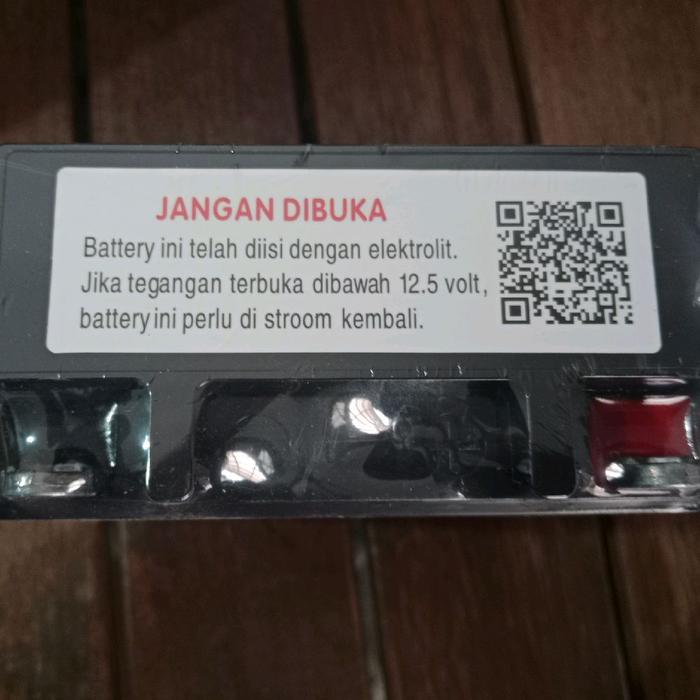 JANGAN DIBUKA
Battery ini telah diisi dengan elektrolit.
Jika tegangan terbuka dibawah 12.5 volt,
battery ini perlu di stroom kembali.